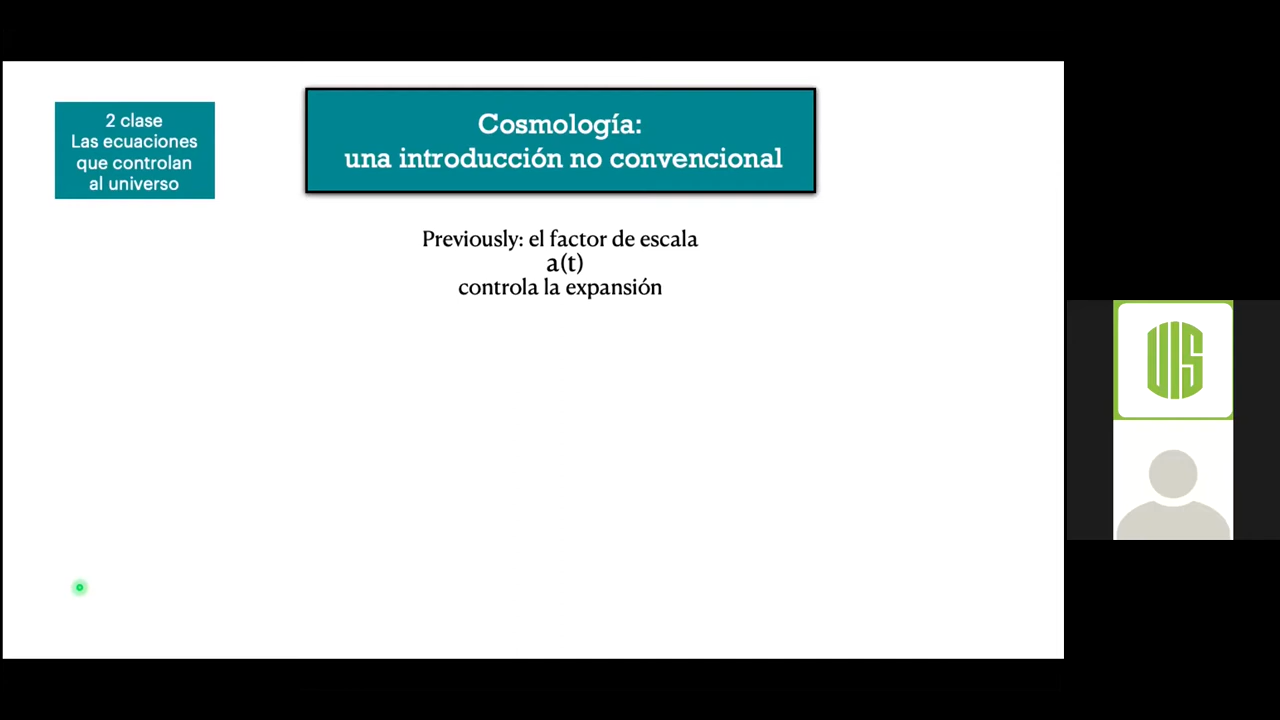 2 clase
Las ecuaciones
que controlan
al universo
Cosmología:
una introducción no convencional
Previously: el factor de escala
a(t)
controla la expansión
UIS